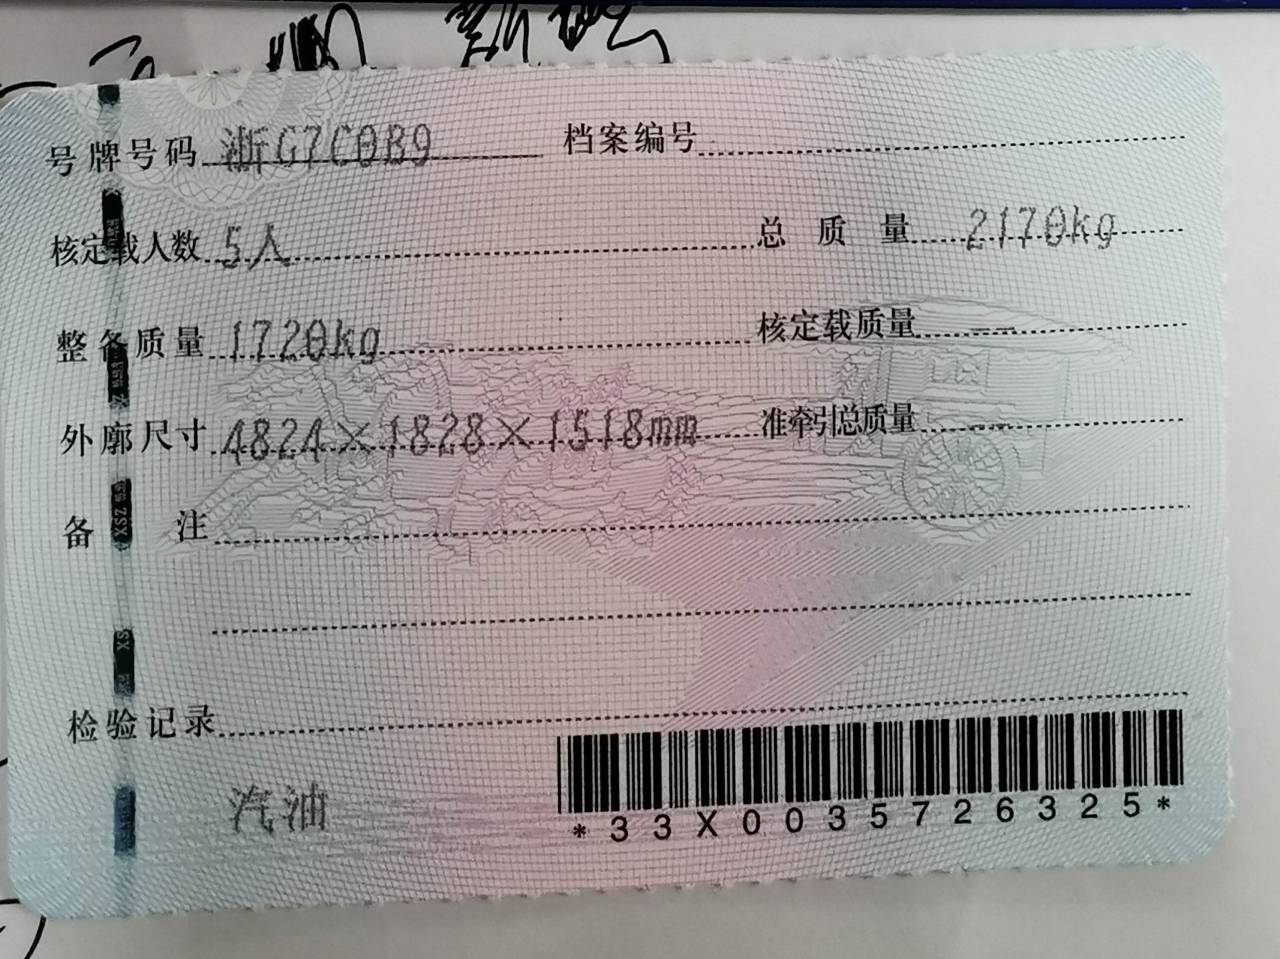 号牌号码 浙G7C0B9 档案编号
核定载人数 5人 总质量 2170kg
整备质量 1720kg 核定载质量 --
外廓尺寸 4824×1828×1518mm 准牵引总质量 --
备注
检验记录
汽油
*33X0035726325*